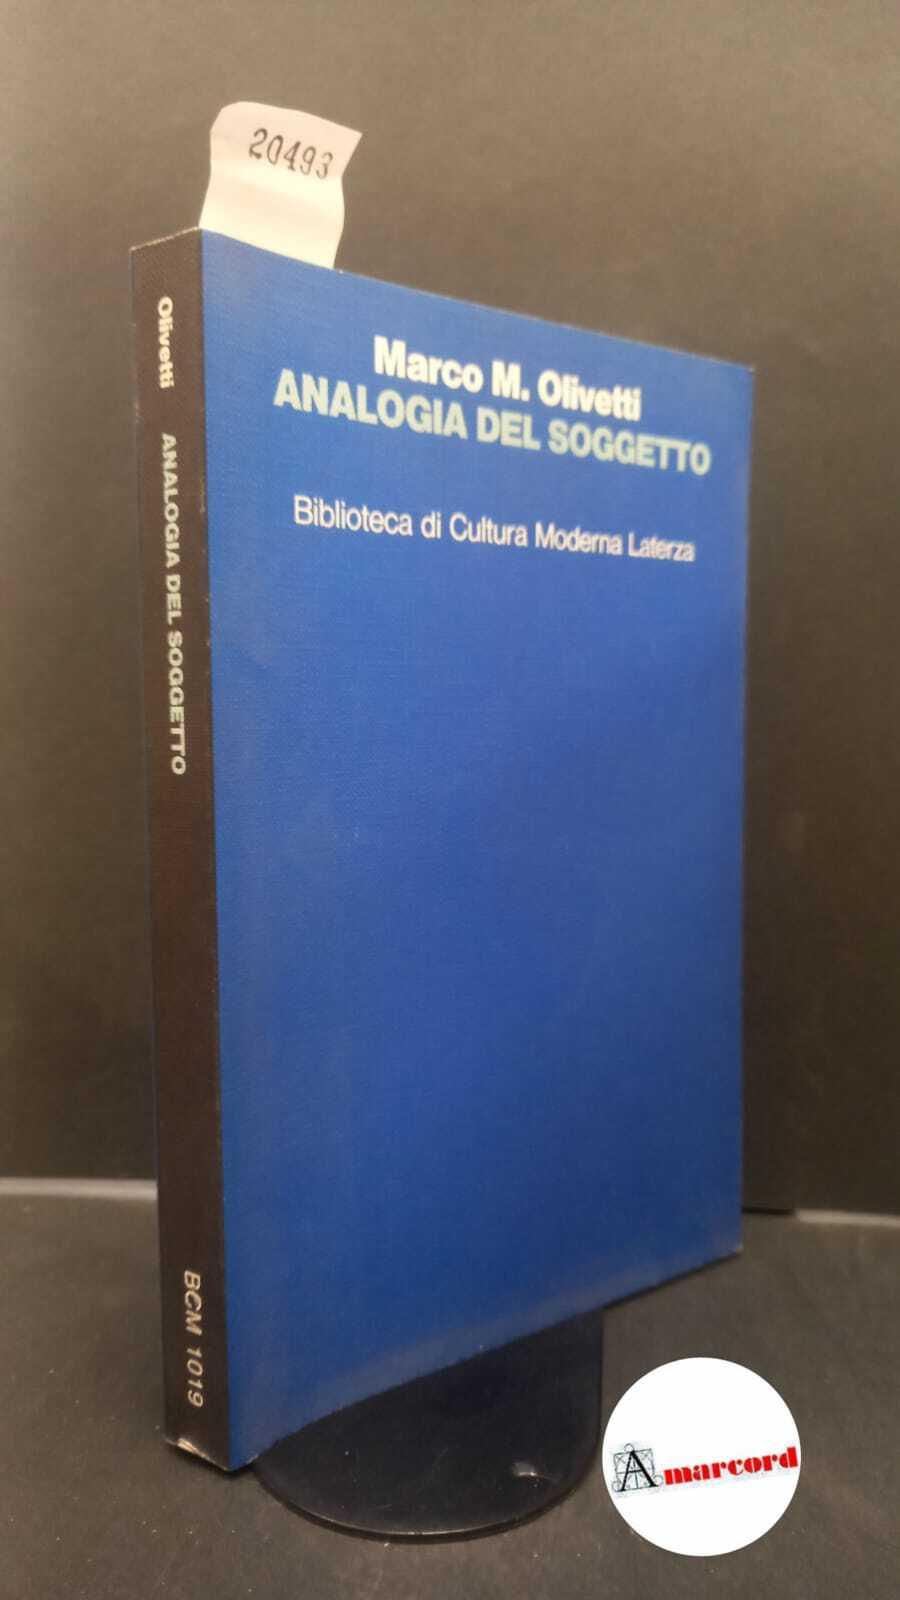 20493
Marco M. Olivetti
ANALOGIA DEL SOGGETTO
Biblioteca di Cultura Moderna Laterza
Olivetti ANALOGIA DEL SOGGETTO BCM 1019
Amarcord